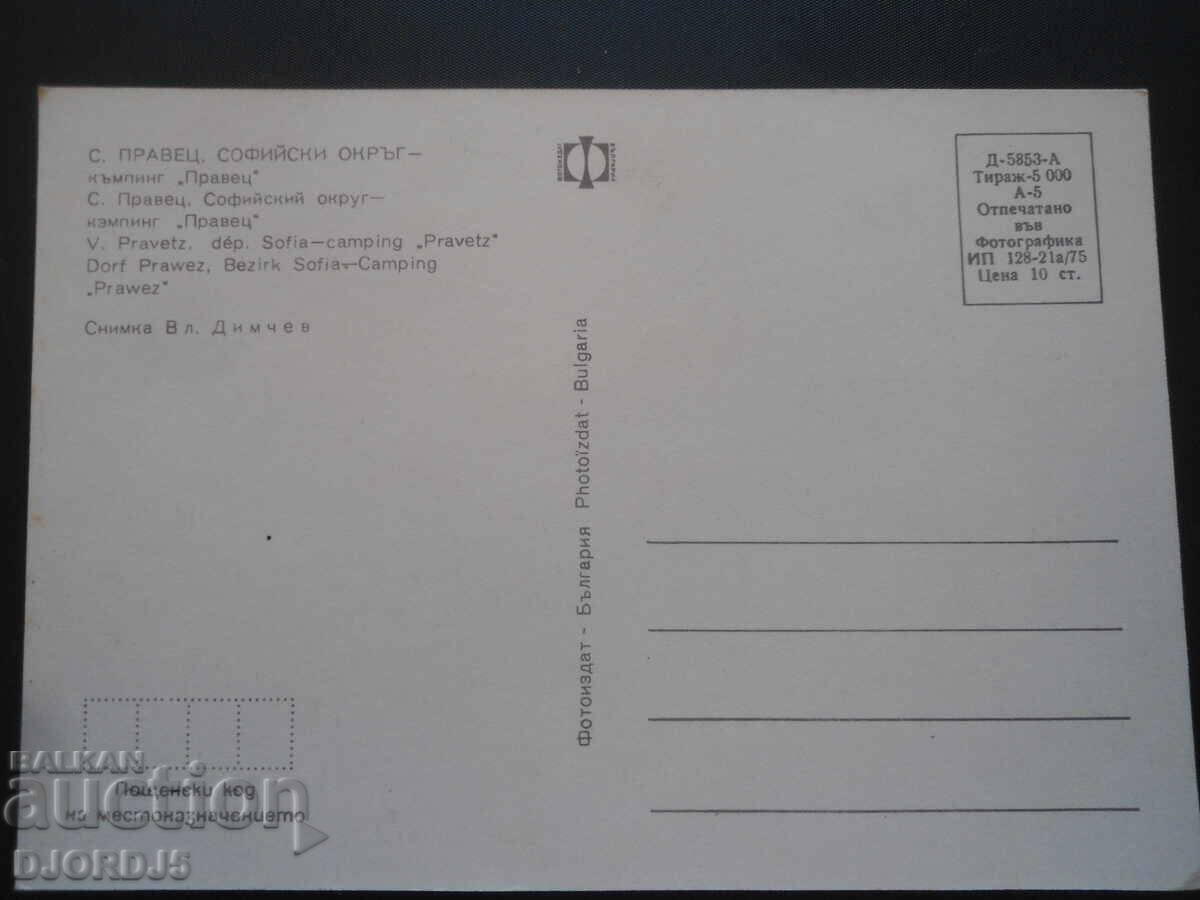 С. ПРАВЕЦ, СОФИЙСКИ ОКРЪГ—
къмпинг „Правец"
С. Правец, Софийский округ—
кэмпинг „Правец"
V. Pravetz, dép. Sofia—camping „Pravetz"
Dorf Prawez, Bezirk Sofia—Camping
„Prawez"
Снимка Вл. Димчев
Д-5853-А
Тираж-5 000
А-5
Отпечатано
във
Фотографика
ИП 128-21а/75
Цена 10 ст.
Фотоиздат - България Photoïzdat - Bulgaria
Пощенски код
на местоназначението
BALKAN
auction
DJORDJ5